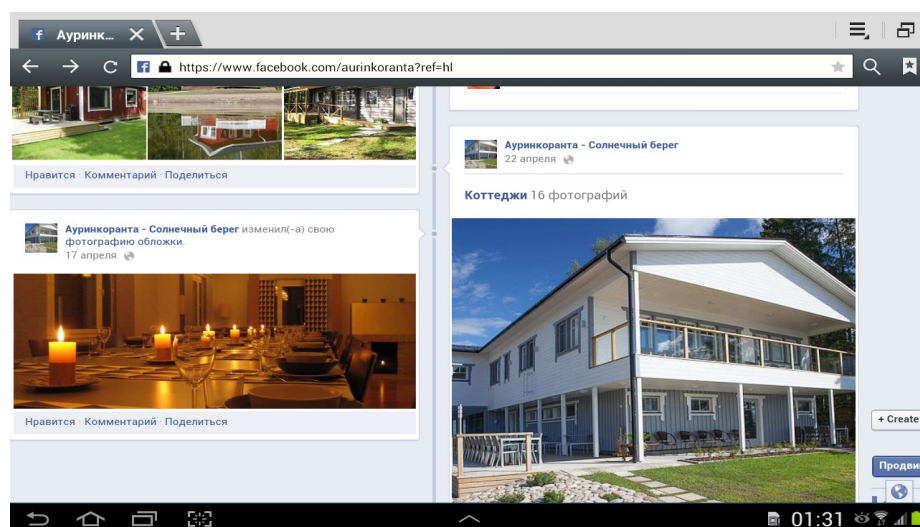 Ауринк...
https://www.facebook.com/aurinkoranta?ref=hl
Нравится · Комментарий · Поделиться
Ауринкоранта - Солнечный берег изменил(-а) свою
фотографию обложки.
17 апреля
Нравится · Комментарий · Поделиться
Ауринкоранта - Солнечный берег
22 апреля
Коттеджи 16 фотографий
+ Create
Продви
01:31